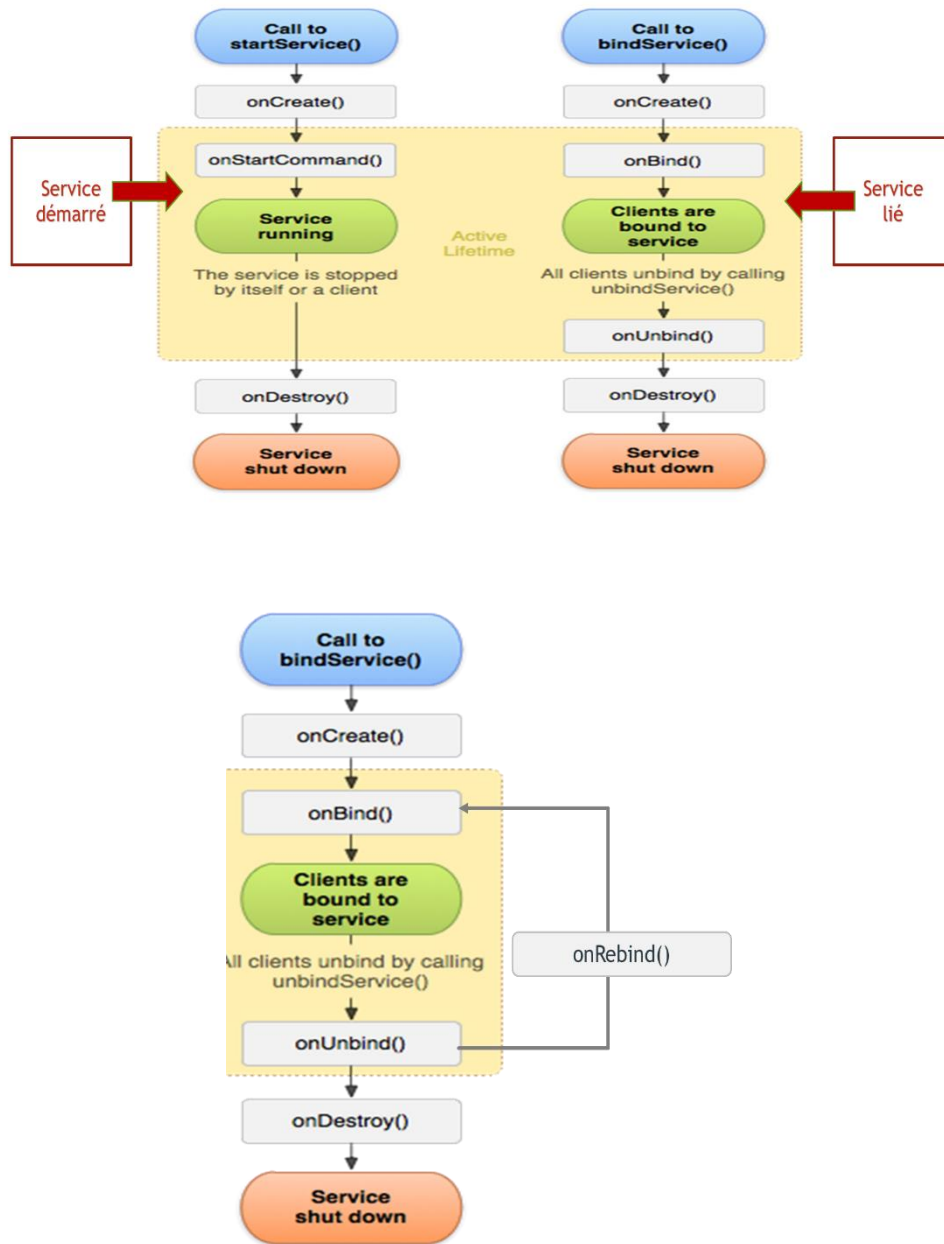 Call to
startService()
onCreate()
onStartCommand()
Service
running
The service is stopped
by itself or a client
onDestroy()
Service
shut down
Service
démarré
Active
Lifetime
Call to
bindService()
onCreate()
onBind()
Clients are
bound to
service
All clients unbind by calling
unbindService()
onUnbind()
onDestroy()
Service
shut down
Service
lié
Call to
bindService()
onCreate()
onBind()
Clients are
bound to
service
All clients unbind by calling
unbindService()
onUnbind()
onRebind()
onDestroy()
Service
shut down